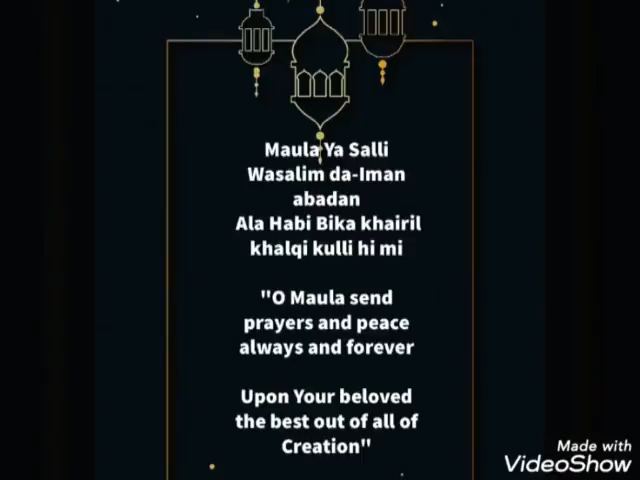 Maula Ya Salli
Wasalim da-Iman
abadan
Ala Habi Bika khairil
khalqi kulli hi mi
"O Maula send
prayers and peace
always and forever
Upon Your beloved
the best out of all of
Creation"
Made with
VideoShow